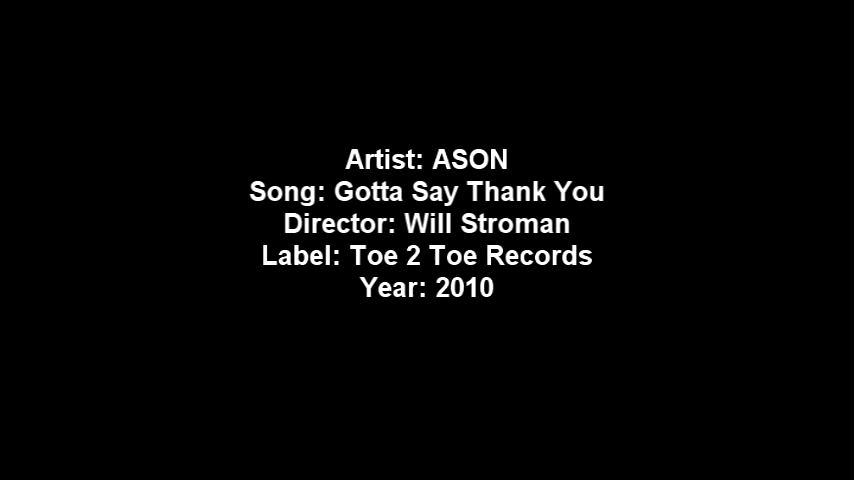 Artist: ASON
Song: Gotta Say Thank You
Director: Will Stroman
Label: Toe 2 Toe Records
Year: 2010